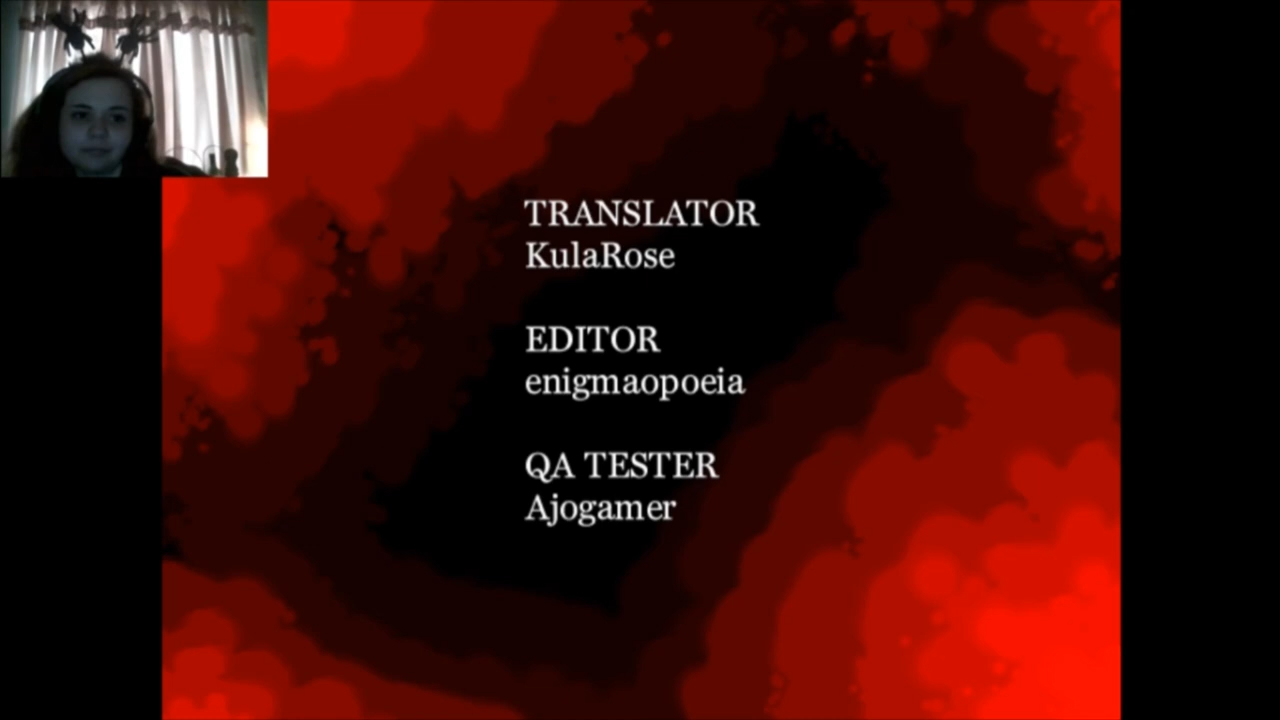 TRANSLATOR
KulaRose
EDITOR
enigmaopoeia
QA TESTER
Ajogamer